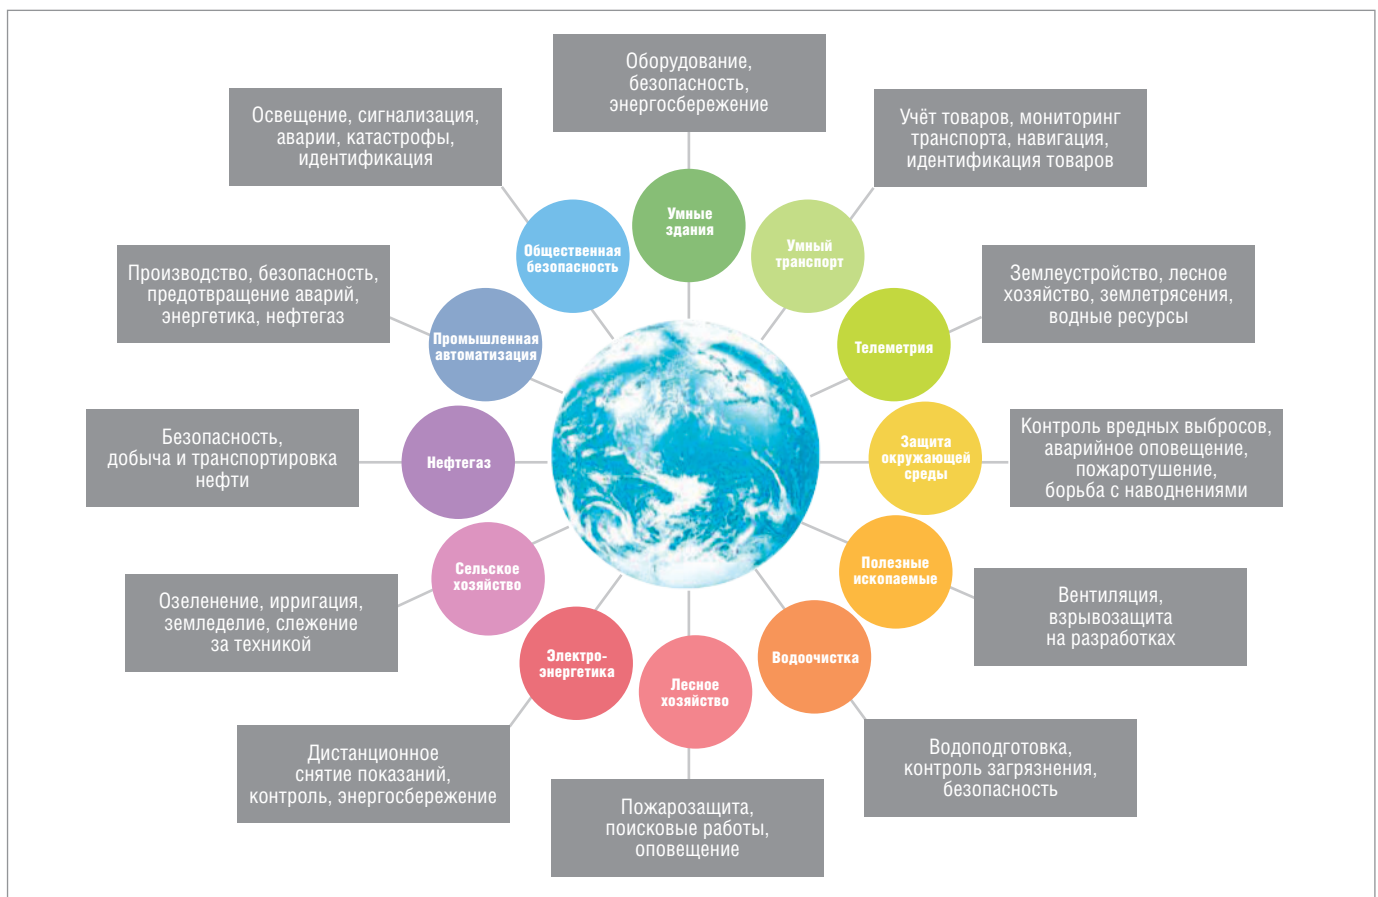 Оборудование,
безопасность,
энергосбережение
Умные
здания
Учёт товаров, мониторинг
транспорта, навигация,
идентификация товаров
Умный
транспорт
Землеустройство, лесное
хозяйство, землетрясения,
водные ресурсы
Телеметрия
Контроль вредных выбросов,
аварийное оповещение,
пожаротушение,
борьба с наводнениями
Защита
окружающей
среды
Вентиляция,
взрывозащита
на разработках
Полезные
ископаемые
Водоподготовка,
контроль загрязнения,
безопасность
Водоочистка
Пожарозащита,
поисковые работы,
оповещение
Лесное
хозяйство
Дистанционное
снятие показаний,
контроль, энергосбережение
Электро-
энергетика
Озеленение, ирригация,
земледелие, слежение
за техникой
Сельское
хозяйство
Безопасность,
добыча и транспортировка
нефти
Нефтегаз
Производство, безопасность,
предотвращение аварий,
энергетика, нефтегаз
Промышленная
автоматизация
Освещение, сигнализация,
аварии, катастрофы,
идентификация
Общественная
безопасность